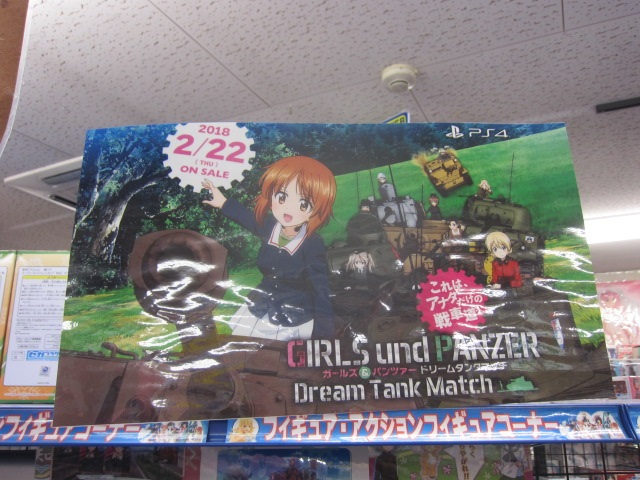 PS4
2018
2/22
(THU)
ON SALE
これは、
アナタだけの
戦車道
GIRLS und PANZER
ガールズ&パンツァー ドリームタンクマッチ
Dream Tank Match
フィギュアコーナー
フィギュア・アクションフィギュアコーナー